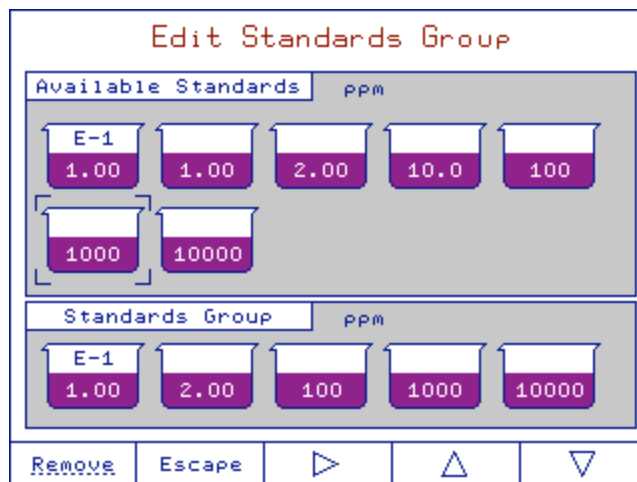 Edit Standards Group
Available Standards ppm
E-1
1.00 1.00 2.00 10.0 100
1000 10000
Standards Group ppm
E-1
1.00 2.00 100 1000 10000
Remove Escape